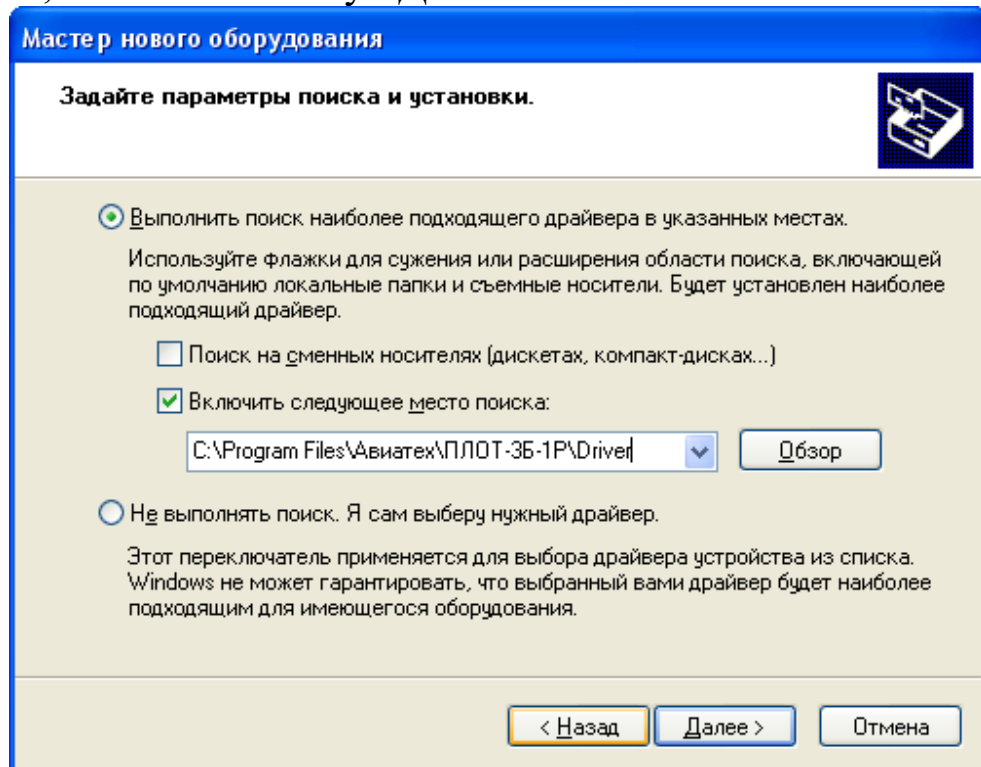 Мастер нового оборудования
Задайте параметры поиска и установки.
Выполнить поиск наиболее подходящего драйвера в указанных местах.
Используйте флажки для сужения или расширения области поиска, включающей
по умолчанию локальные папки и съемные носители. Будет установлен наиболее
подходящий драйвер.
Поиск на сменных носителях (дискетах, компакт-дисках...)
Включить следующее место поиска:
C:\Program Files\Авиатех\ПЛОТ-3Б-1Р\Driver
Обзор
Не выполнять поиск. Я сам выберу нужный драйвер.
Этот переключатель применяется для выбора драйвера устройства из списка.
Windows не может гарантировать, что выбранный вами драйвер будет наиболее
подходящим для имеющегося оборудования.
< Назад Далее > Отмена